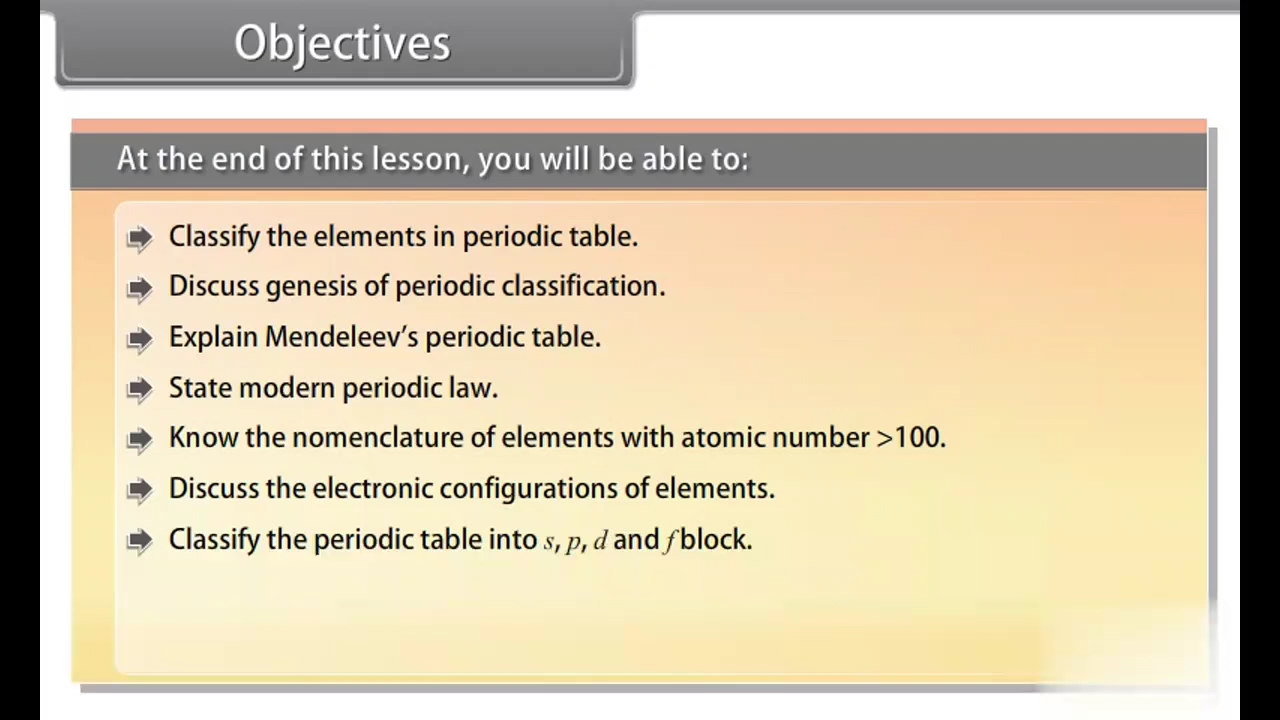 Objectives
At the end of this lesson, you will be able to:
Classify the elements in periodic table.
Discuss genesis of periodic classification.
Explain Mendeleev’s periodic table.
State modern periodic law.
Know the nomenclature of elements with atomic number >100.
Discuss the electronic configurations of elements.
Classify the periodic table into s, p, d and f block.